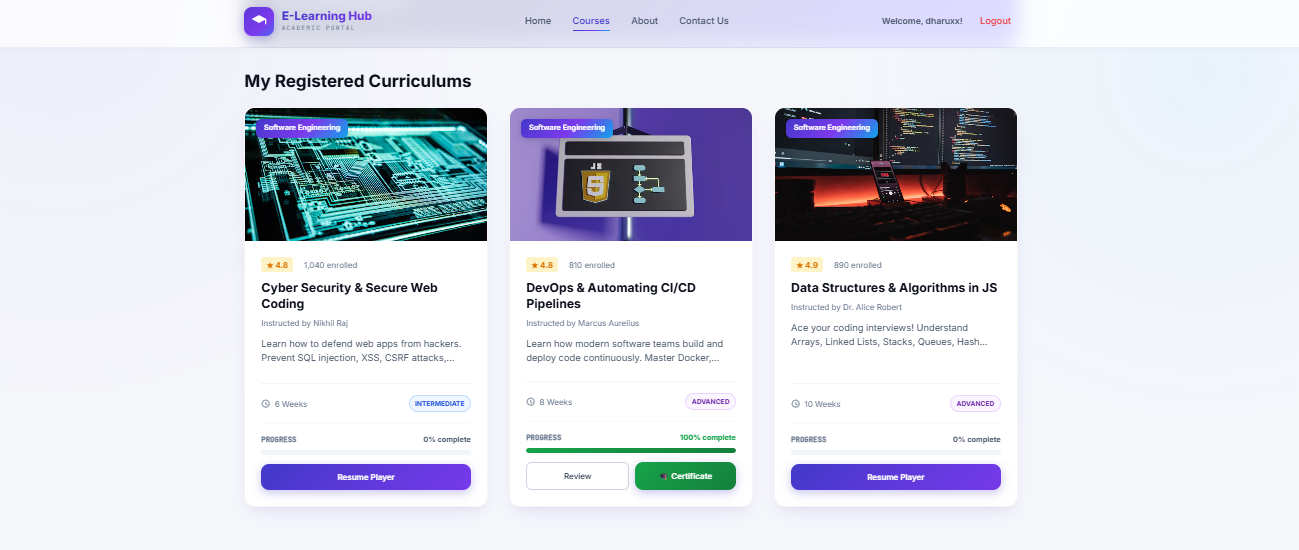 E-Learning Hub
ACADEMIC PORTAL
Home Courses About Contact Us
Welcome, dharuxx! Logout
My Registered Curriculums
Software Engineering
★ 4.8 1,040 enrolled
Cyber Security & Secure Web
Coding
Instructed by Nikhil Raj
Learn how to defend web apps from hackers.
Prevent SQL injection, XSS, CSRF attacks,...
6 Weeks INTERMEDIATE
PROGRESS 0% complete
Resume Player
Software Engineering
JS
5
★ 4.8 810 enrolled
DevOps & Automating CI/CD
Pipelines
Instructed by Marcus Aurelius
Learn how modern software teams build and
deploy code continuously. Master Docker,...
8 Weeks ADVANCED
PROGRESS 100% complete
Review 🎓 Certificate
Software Engineering
★ 4.9 890 enrolled
Data Structures & Algorithms in JS
Instructed by Dr. Alice Robert
Ace your coding interviews! Understand
Arrays, Linked Lists, Stacks, Queues, Hash...
10 Weeks ADVANCED
PROGRESS 0% complete
Resume Player